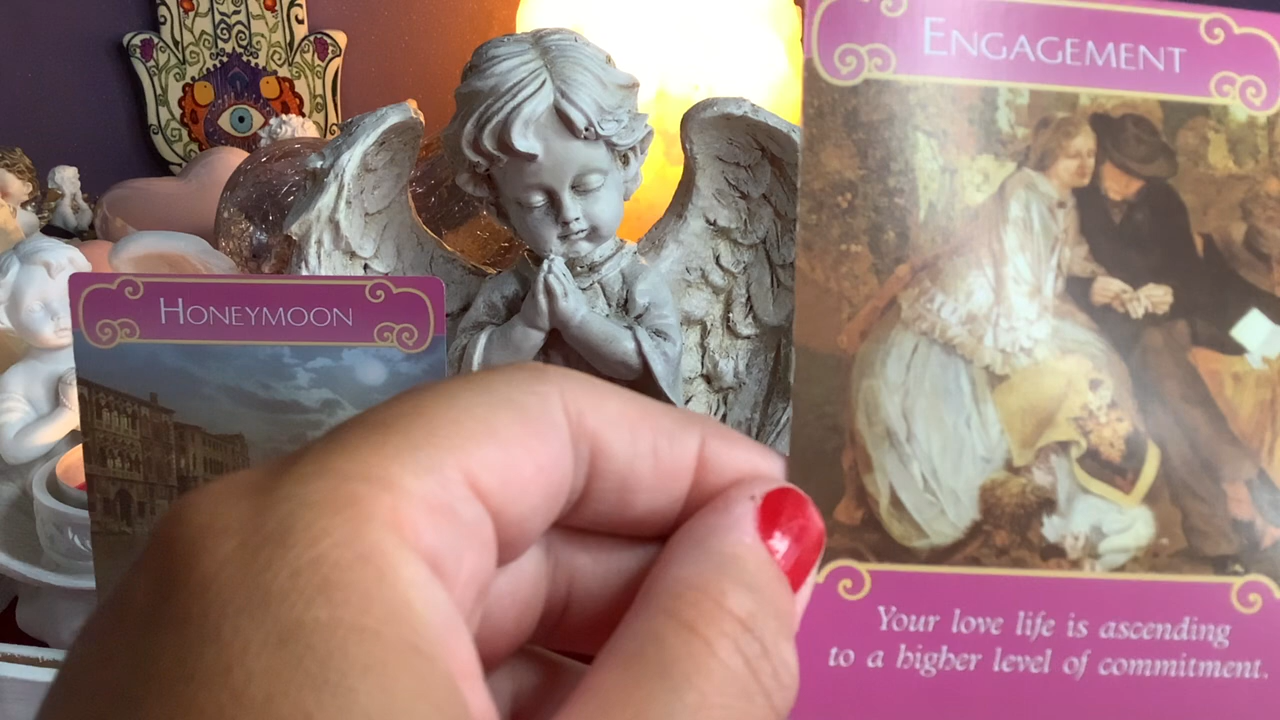 HONEYMOON
ENGAGEMENT
Your love life is ascending
to a higher level of commitment.